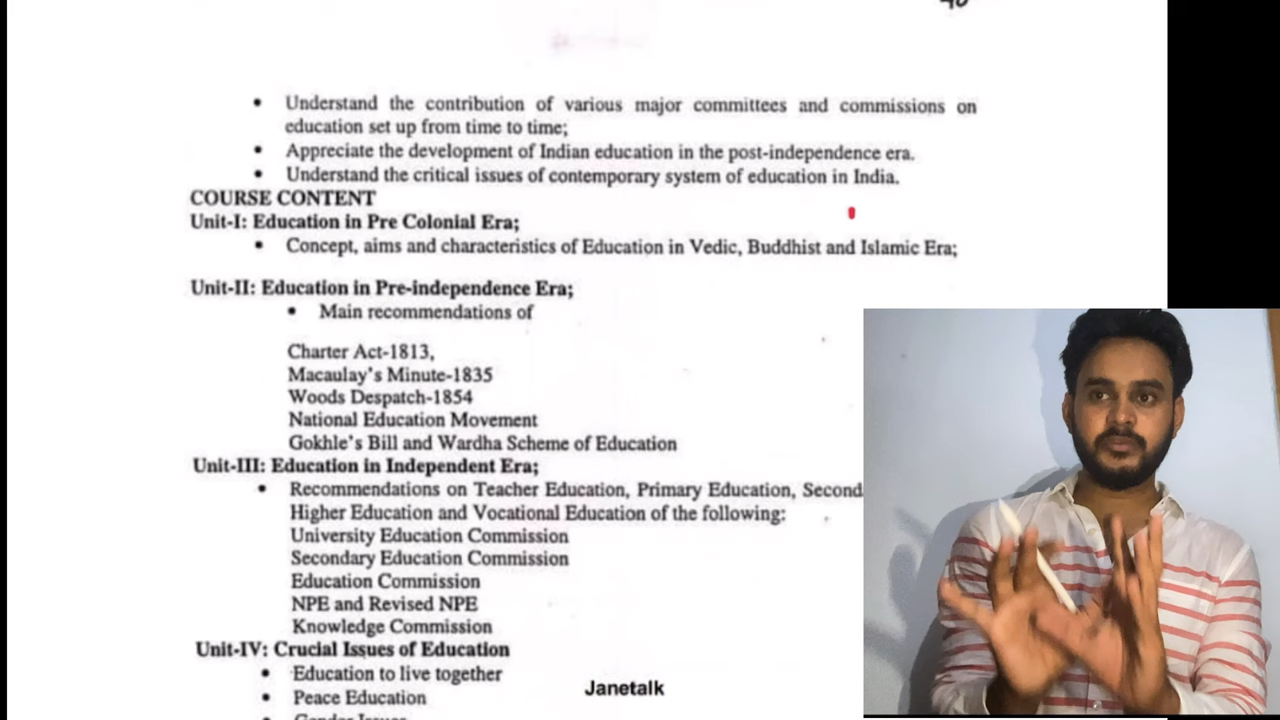 • Understand the contribution of various major committees and commissions on
education set up from time to time;
• Appreciate the development of Indian education in the post-independence era.
• Understand the critical issues of contemporary system of education in India.
COURSE CONTENT
Unit-I: Education in Pre Colonial Era;
• Concept, aims and characteristics of Education in Vedic, Buddhist and Islamic Era;
Unit-II: Education in Pre-independence Era;
• Main recommendations of
Charter Act-1813,
Macaulay's Minute-1835
Woods Despatch-1854
National Education Movement
Gokhle's Bill and Wardha Scheme of Education
Unit-III: Education in Independent Era;
• Recommendations on Teacher Education, Primary Education, Second
Higher Education and Vocational Education of the following:
University Education Commission
Secondary Education Commission
Education Commission
NPE and Revised NPE
Knowledge Commission
Unit-IV: Crucial Issues of Education
• Education to live together
• Peace Education
• Gender Issues
Janetalk